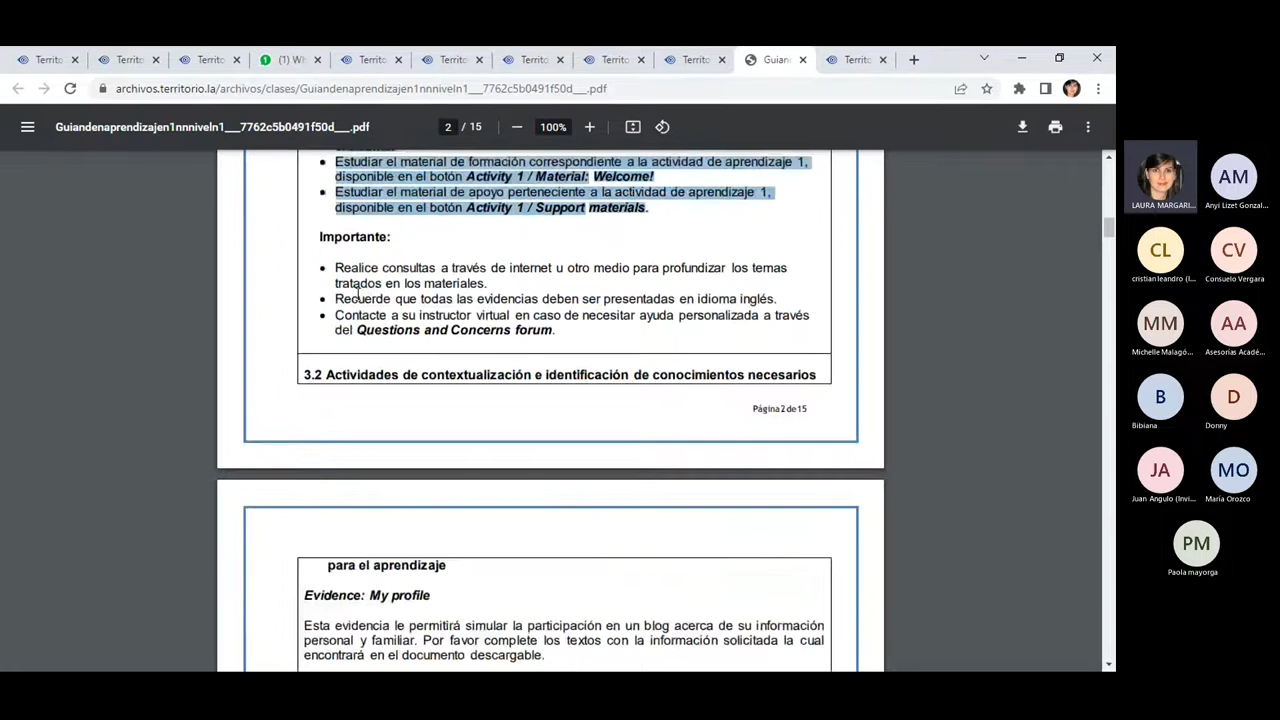 Territo
Territo
Territo
(1) Wh
Territo
Territo
Territo
Territo
Territo
Guian
Territo
archivos.territorio.la/archivos/clases/Guiandenaprendizajen1nnniveln1___7762c5b0491f50d__.pdf
Guiandenaprendizajen1nnniveln1___7762c5b0491f50d__.pdf
2 / 15
100%
Estudiar el material de formación correspondiente a la actividad de aprendizaje 1,
disponible en el botón Activity 1 / Material: Welcome!
Estudiar el material de apoyo perteneciente a la actividad de aprendizaje 1,
disponible en el botón Activity 1 / Support materials.
Importante:
Realice consultas a través de internet u otro medio para profundizar los temas
tratados en los materiales.
Recuerde que todas las evidencias deben ser presentadas en idioma inglés.
Contacte a su instructor virtual en caso de necesitar ayuda personalizada a través
del Questions and Concerns forum.
3.2 Actividades de contextualización e identificación de conocimientos necesarios
Página 2 de 15
para el aprendizaje
Evidence: My profile
Esta evidencia le permitirá simular la participación en un blog acerca de su información
personal y familiar. Por favor complete los textos con la información solicitada la cual
encontrará en el documento descargable.
LAURA MARGARI...
AM
Anyi Lizet Gonzal...
CL
cristian leandro (I...
CV
Consuelo Vergara
MM
Michelle Malagó...
AA
Asesorías Acadé...
B
Bibiana
D
Donny
JA
Juan Angulo (Invi...
MO
María Orozco
PM
Paola mayorga